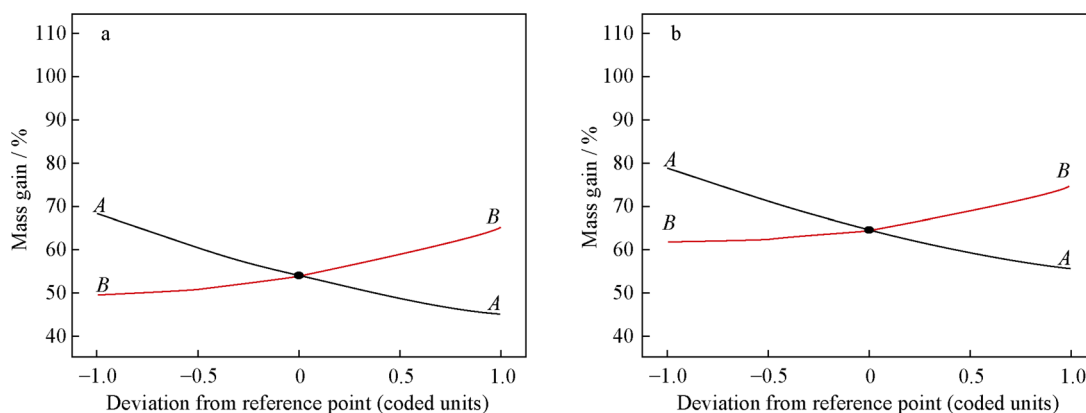 a
110
100
90
80
70
60
50
40
Mass gain / %
A
B
B
A
−1.0 −0.5 0 0.5 1.0
Deviation from reference point (coded units)
b
110
100
90
80
70
60
50
40
Mass gain / %
A
B
B
A
−1.0 −0.5 0 0.5 1.0
Deviation from reference point (coded units)